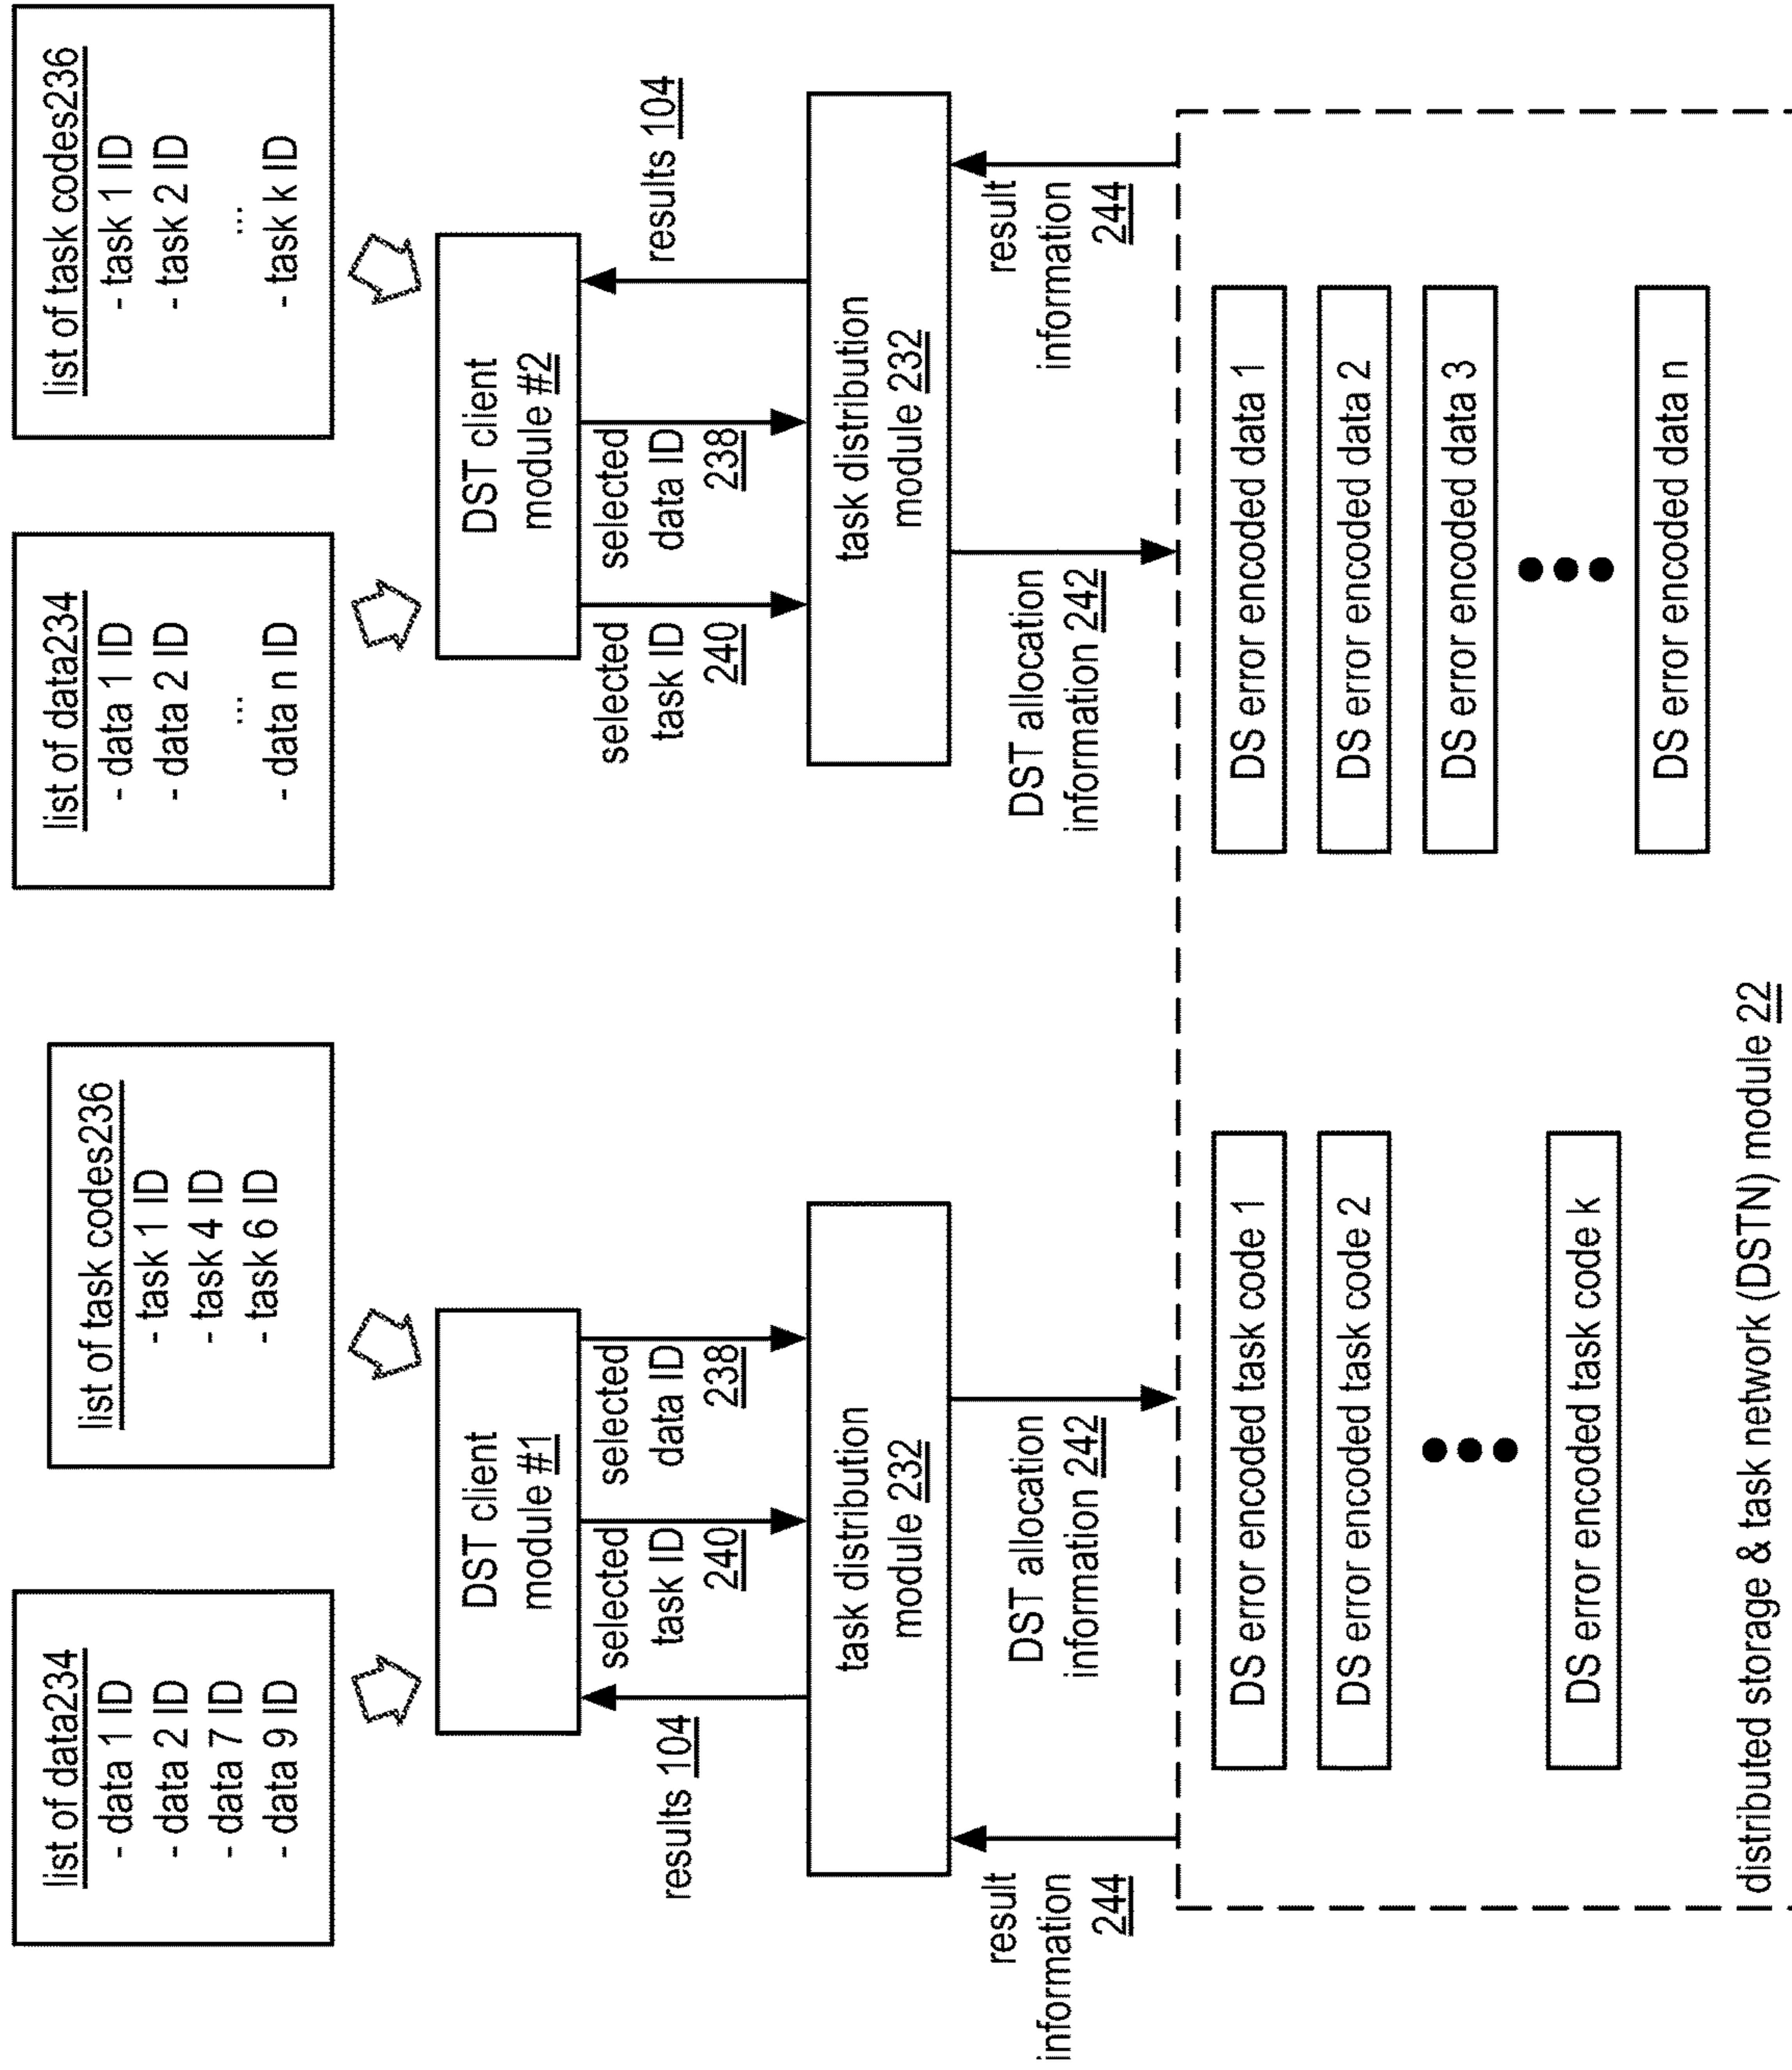 list of data234
- data 1 ID
- data 2 ID
- data 7 ID
- data 9 ID
list of task codes236
- task 1 ID
- task 4 ID
- task 6 ID
list of data234
- data 1 ID
- data 2 ID
...
- data n ID
list of task codes236
- task 1 ID
- task 2 ID
...
- task k ID
DST client
module #1
DST client
module #2
results 104
selected
task ID
240
selected
data ID
238
selected
task ID
240
selected
data ID
238
results 104
task distribution
module 232
task distribution
module 232
result
information
244
DST allocation
information 242
DST allocation
information 242
result
information
244
DS error encoded task code 1
DS error encoded task code 2
DS error encoded task code k
DS error encoded data 1
DS error encoded data 2
DS error encoded data 3
DS error encoded data n
distributed storage & task network (DSTN) module 22